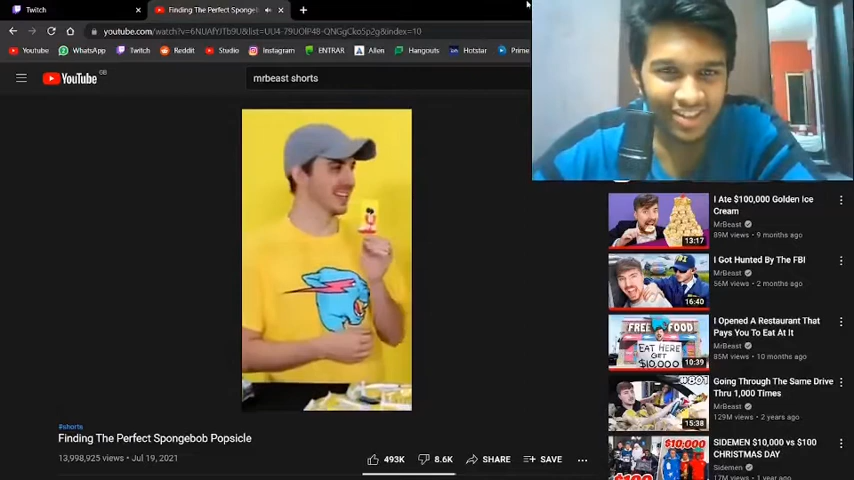 Twitch
Finding The Perfect Spongebob
youtube.com/watch?v=6NUAfYJTb9U&list=UU4-79UOlP48-QNGgCko5p2g&index=10
Youtube
WhatsApp
Reddit
Studio
Instagram
ENTRAR
Alien
Hangouts
Hotstar
Prime
YouTube GB
mrbeast shorts
I Ate $100,000 Golden Ice
Cream
MrBeast
89M views • 9 months ago
13:17
I Got Hunted By The FBI
MrBeast
56M views • 2 months ago
FBI
16:40
I Opened A Restaurant That
Pays You To Eat At It
MrBeast
85M views • 10 months ago
FREE FOOD
EAT HERE
GET
$10,000
10:39
Going Through The Same Drive
Thru 1,000 Times
MrBeast
129M views • 2 years ago
15:38
SIDEMEN $10,000 vs $100
CHRISTMAS DAY
Sidemen
17M views • 1 year ago
$10,000
#shorts
Finding The Perfect Spongebob Popsicle
13,998,925 views • Jul 19, 2021
493K
8.6K
SHARE
SAVE